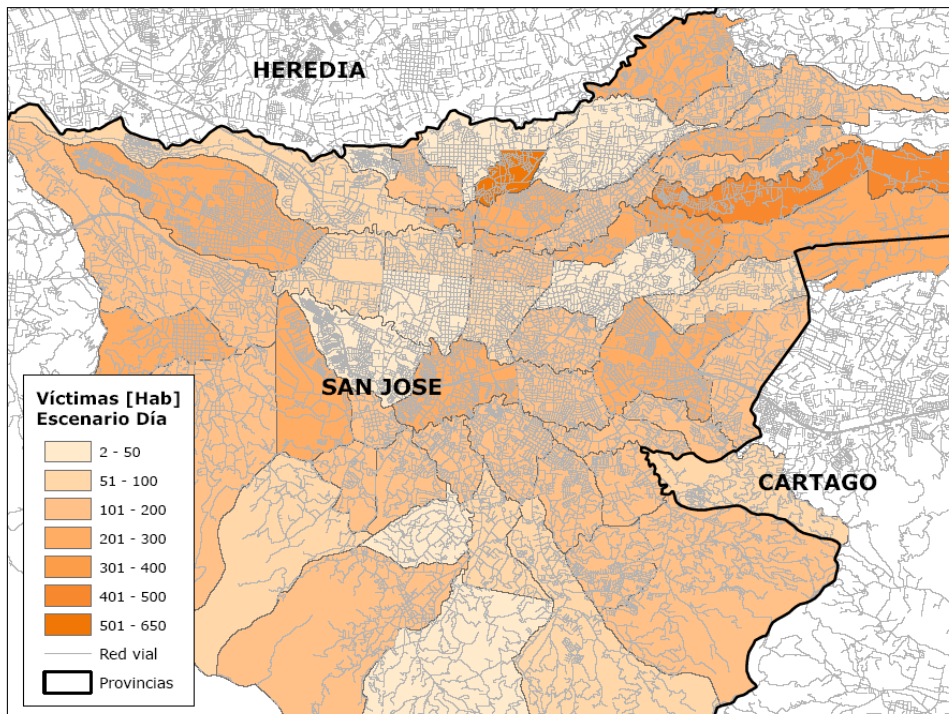 HEREDIA
SAN JOSE
CARTAGO
Víctimas [Hab]
Escenario Día
2 - 50
51 - 100
101 - 200
201 - 300
301 - 400
401 - 500
501 - 650
Red vial
Provincias